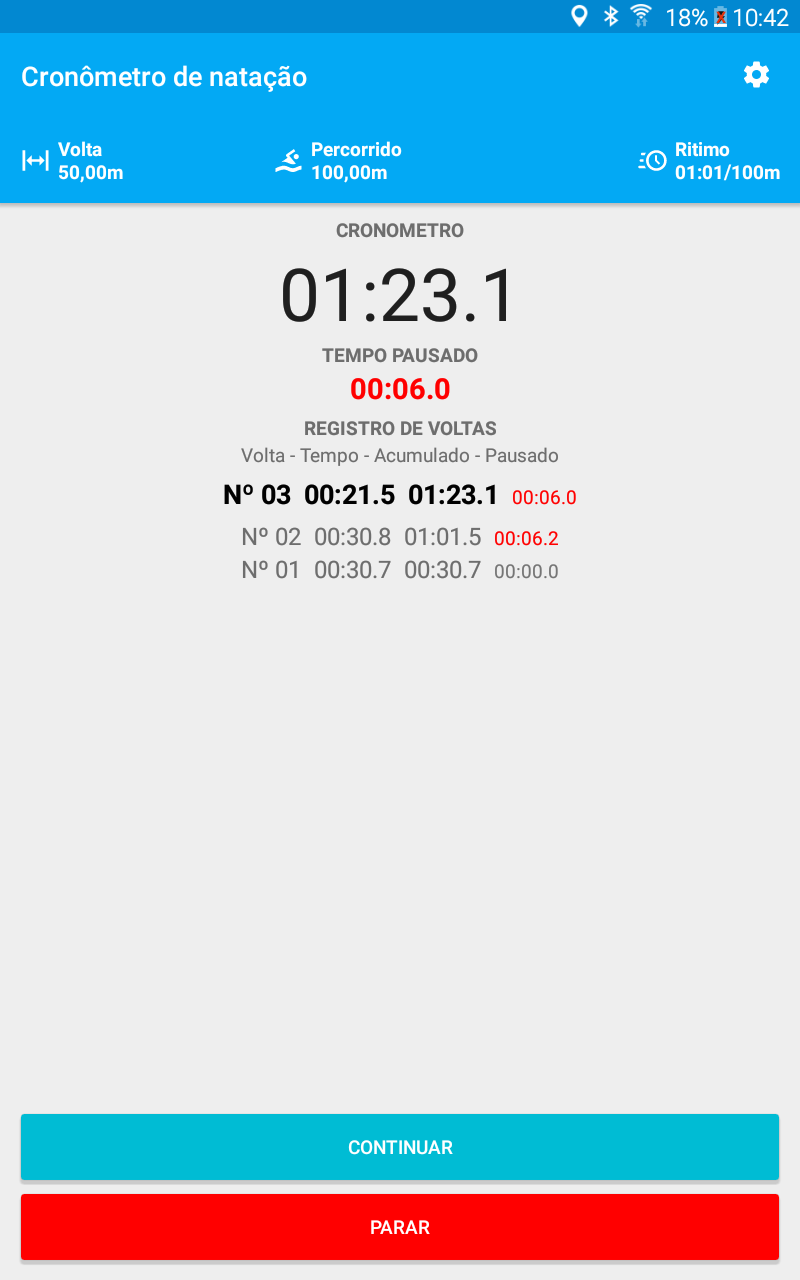 18% 10:42
Cronômetro de natação
Volta
50,00m
Percorrido
100,00m
Ritimo
01:01/100m
CRONOMETRO
01:23.1
TEMPO PAUSADO
00:06.0
REGISTRO DE VOLTAS
Volta - Tempo - Acumulado - Pausado
Nº 03 00:21.5 01:23.1 00:06.0
Nº 02 00:30.8 01:01.5 00:06.2
Nº 01 00:30.7 00:30.7 00:00.0
CONTINUAR
PARAR